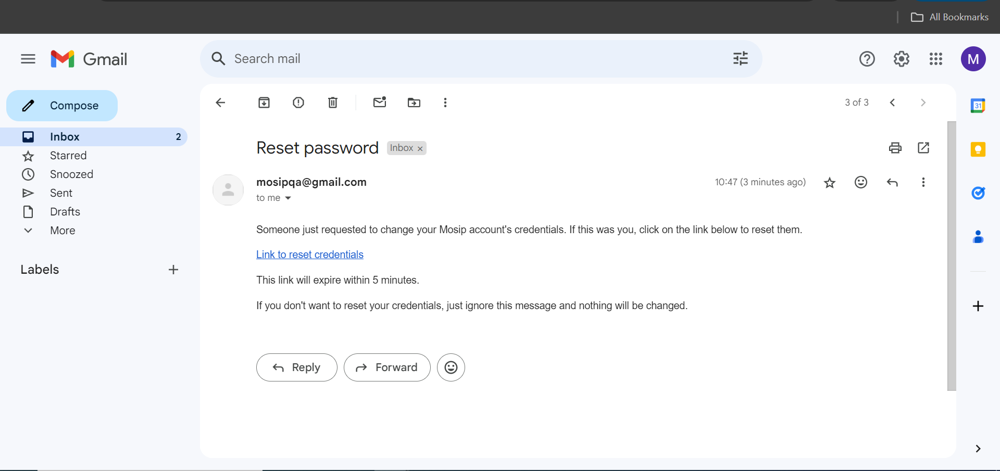 All Bookmarks
Gmail
Search mail
M
Compose
3 of 3
31
Inbox 2
Starred
Snoozed
Sent
Drafts
More
Labels
Reset password Inbox ×
mosipqa@gmail.com 10:47 (3 minutes ago)
to me
Someone just requested to change your Mosip account's credentials. If this was you, click on the link below to reset them.
Link to reset credentials
This link will expire within 5 minutes.
If you don't want to reset your credentials, just ignore this message and nothing will be changed.
Reply Forward